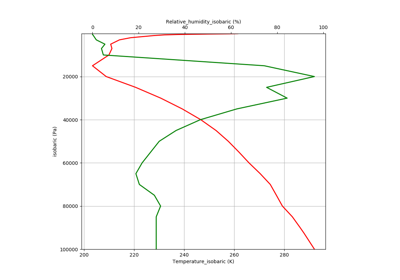 Relative_humidity_isobaric (%)
0 20 40 60 80 100
20000
40000
60000
80000
100000
Isobaric (Pa)
200 220 240 260 280
Temperature_isobaric (K)